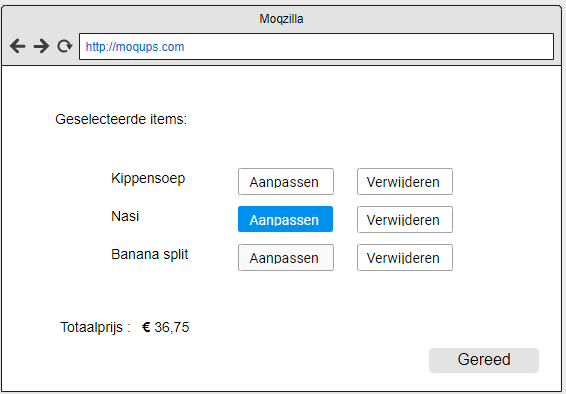 Moqzilla
http://moqups.com
Geselecteerde items:
Kippensoep Aanpassen Verwijderen
Nasi Aanpassen Verwijderen
Banana split Aanpassen Verwijderen
Totaalprijs : € 36,75
Gereed